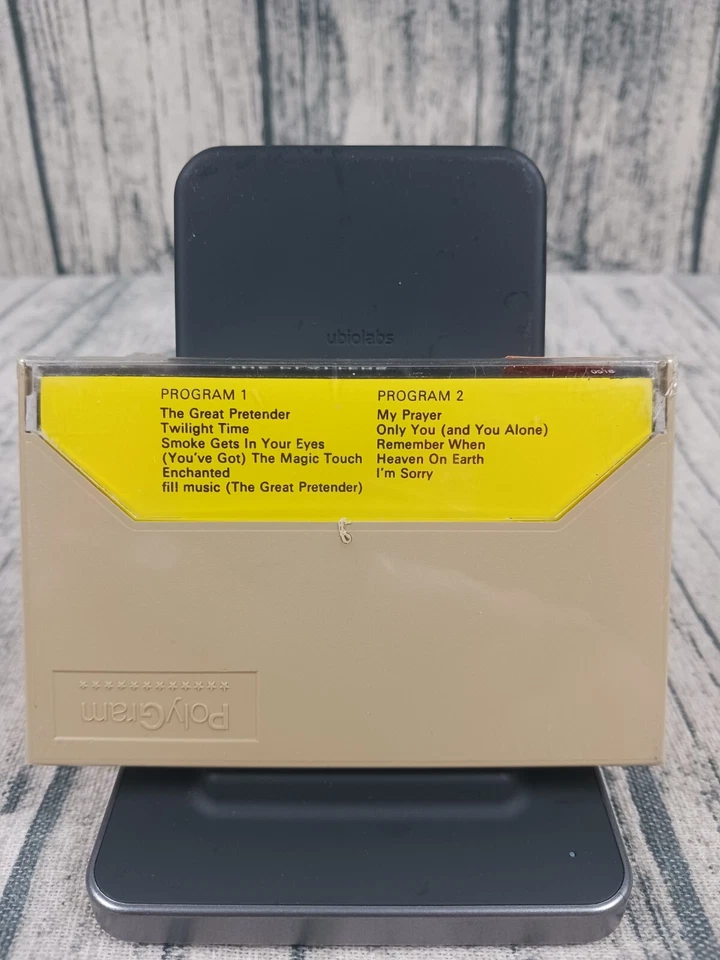 ubiolabs
PROGRAM 1
The Great Pretender
Twilight Time
Smoke Gets In Your Eyes
(You've Got) The Magic Touch
Enchanted
fill music (The Great Pretender)
PROGRAM 2
My Prayer
Only You (and You Alone)
Remember When
Heaven On Earth
I'm Sorry
PolyGram